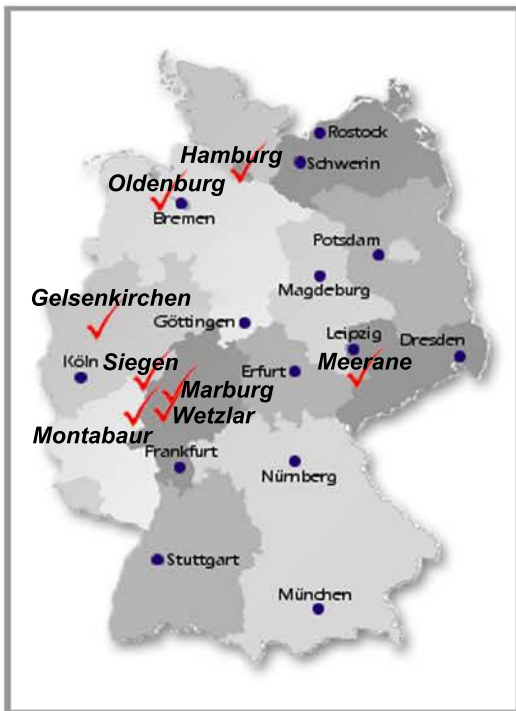 Rostock
Hamburg
Schwerin
Oldenburg
Bremen
Potsdam
Magdeburg
Gelsenkirchen
Göttingen
Leipzig
Dresden
Köln
Siegen
Erfurt
Meerane
Marburg
Wetzlar
Montabaur
Frankfurt
Nürnberg
Stuttgart
München